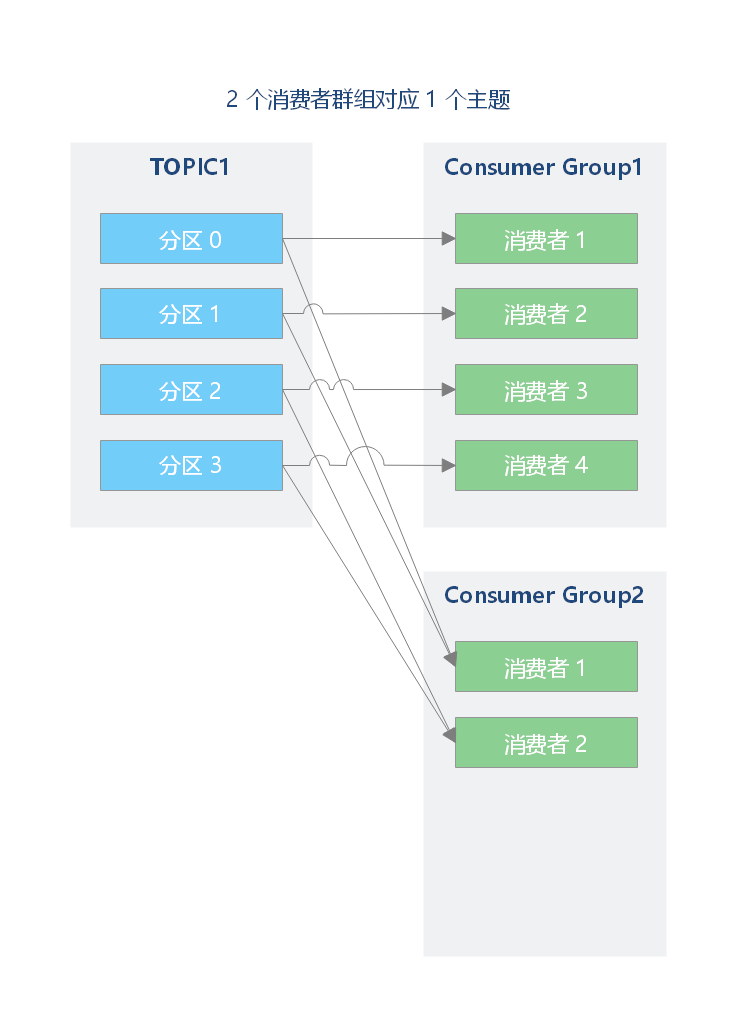 2 个消费者群组对应 1 个主题
TOPIC1
分区 0
分区 1
分区 2
分区 3
Consumer Group1
消费者 1
消费者 2
消费者 3
消费者 4
Consumer Group2
消费者 1
消费者 2